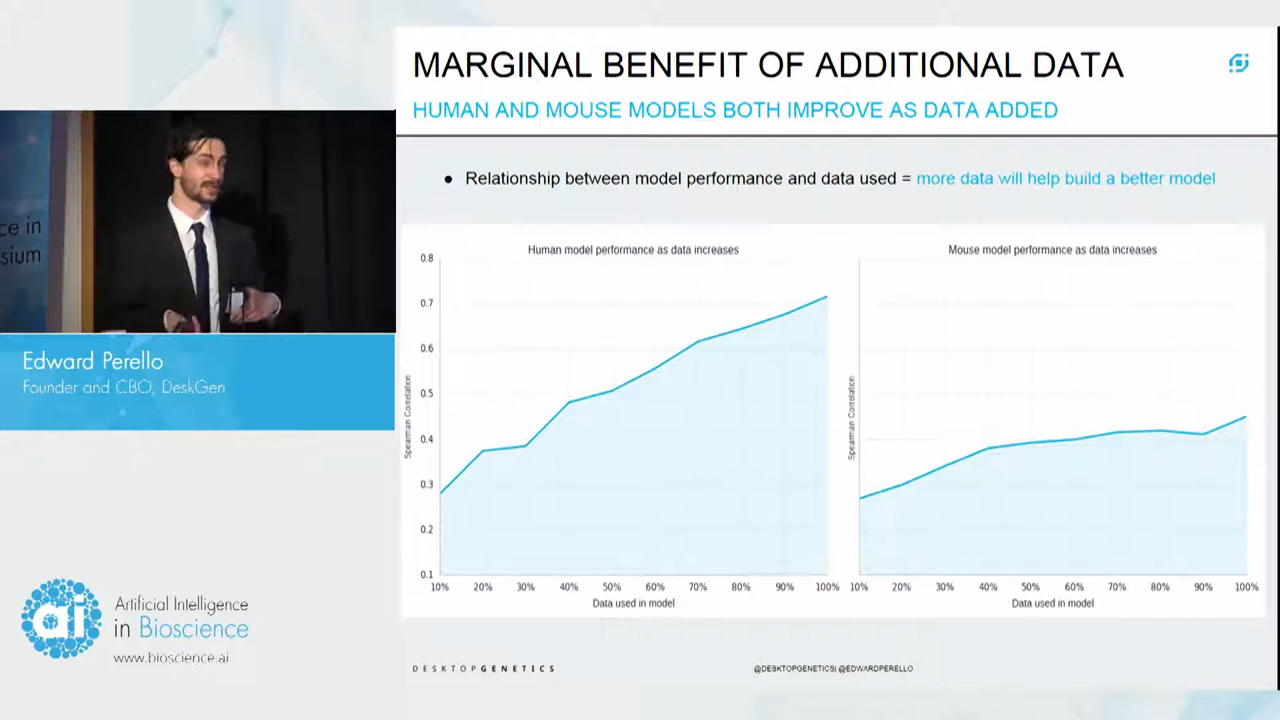 MARGINAL BENEFIT OF ADDITIONAL DATA
HUMAN AND MOUSE MODELS BOTH IMPROVE AS DATA ADDED
● Relationship between model performance and data used = more data will help build a better model
ce in
sium
Edward Perello
Founder and CBO, DeskGen
Human model performance as data increases
Spearman Correlation
0.8
0.7
0.6
0.5
0.4
0.3
0.2
0.1
10% 20% 30% 40% 50% 60% 70% 80% 90% 100%
Data used in model
Mouse model performance as data increases
Spearman Correlation
10% 20% 30% 40% 50% 60% 70% 80% 90% 100%
Data used in model
ai
Artificial Intelligence
in Bioscience
www.bioscience.ai
DESKTOPGENETICS
@DESKTOPGENETICS| @EDWARDPERELLO